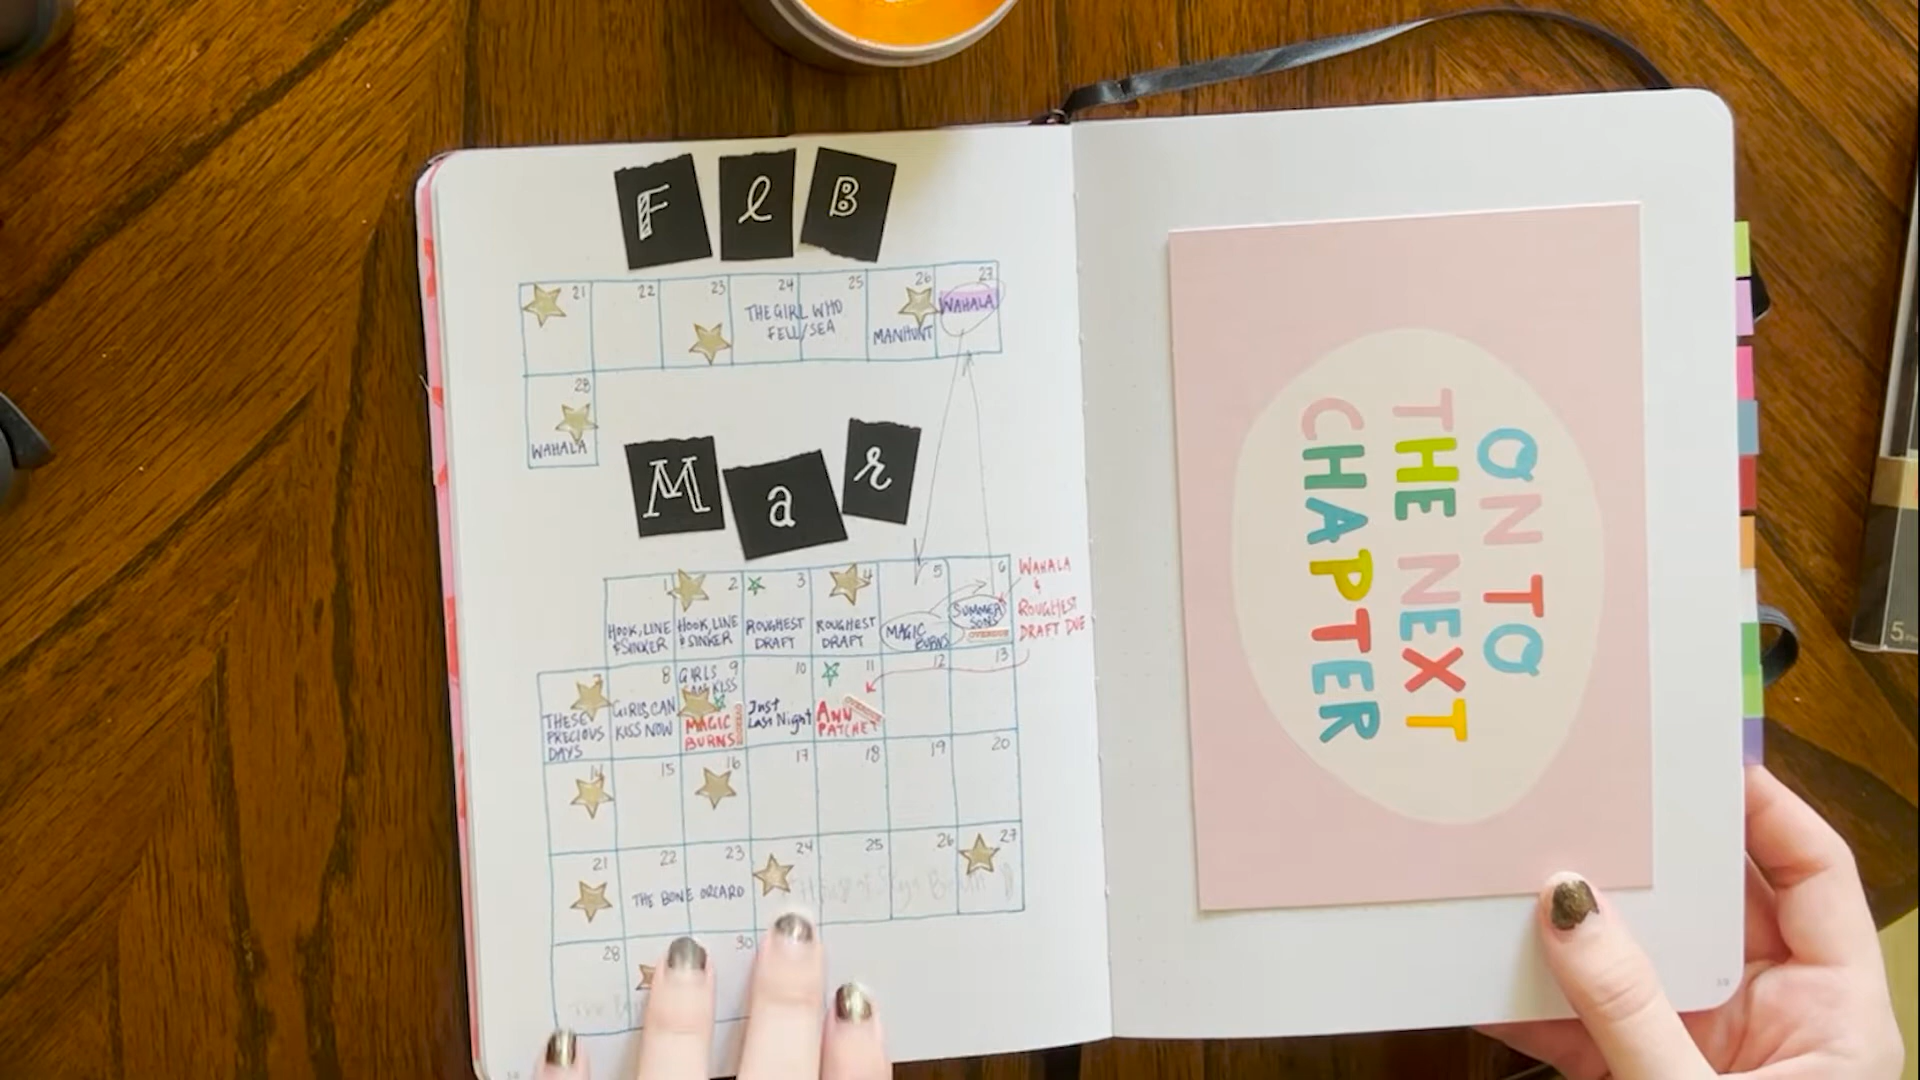 F e B
21 22 23 24 25 26 27
THE GIRL WHO
FELL/SEA
MANHUNT
WAHALA
28
WAHALA
M a r
1 2 3 4 5 6
HOOK, LINE
& SINKER
HOOK, LINE
& SINKER
ROUGHEST
DRAFT
ROUGHEST
DRAFT
MAGIC
BURNS
SUMMER
SONS
OVERDUE
WAHALA
&
ROUGHEST
DRAFT DUE
7 8 9 10 11 12 13
THESE
PRECIOUS
DAYS
GIRLS CAN
KISS NOW
GIRLS
CAN KISS
MAGIC
BURNS
Just
Last Night
ANN
PATCHET
14 15 16 17 18 19 20
21 22 23 24 25 26 27
THE BONE ORCARD
28 30
ON TO
THE NEXT
CHAPTER
5